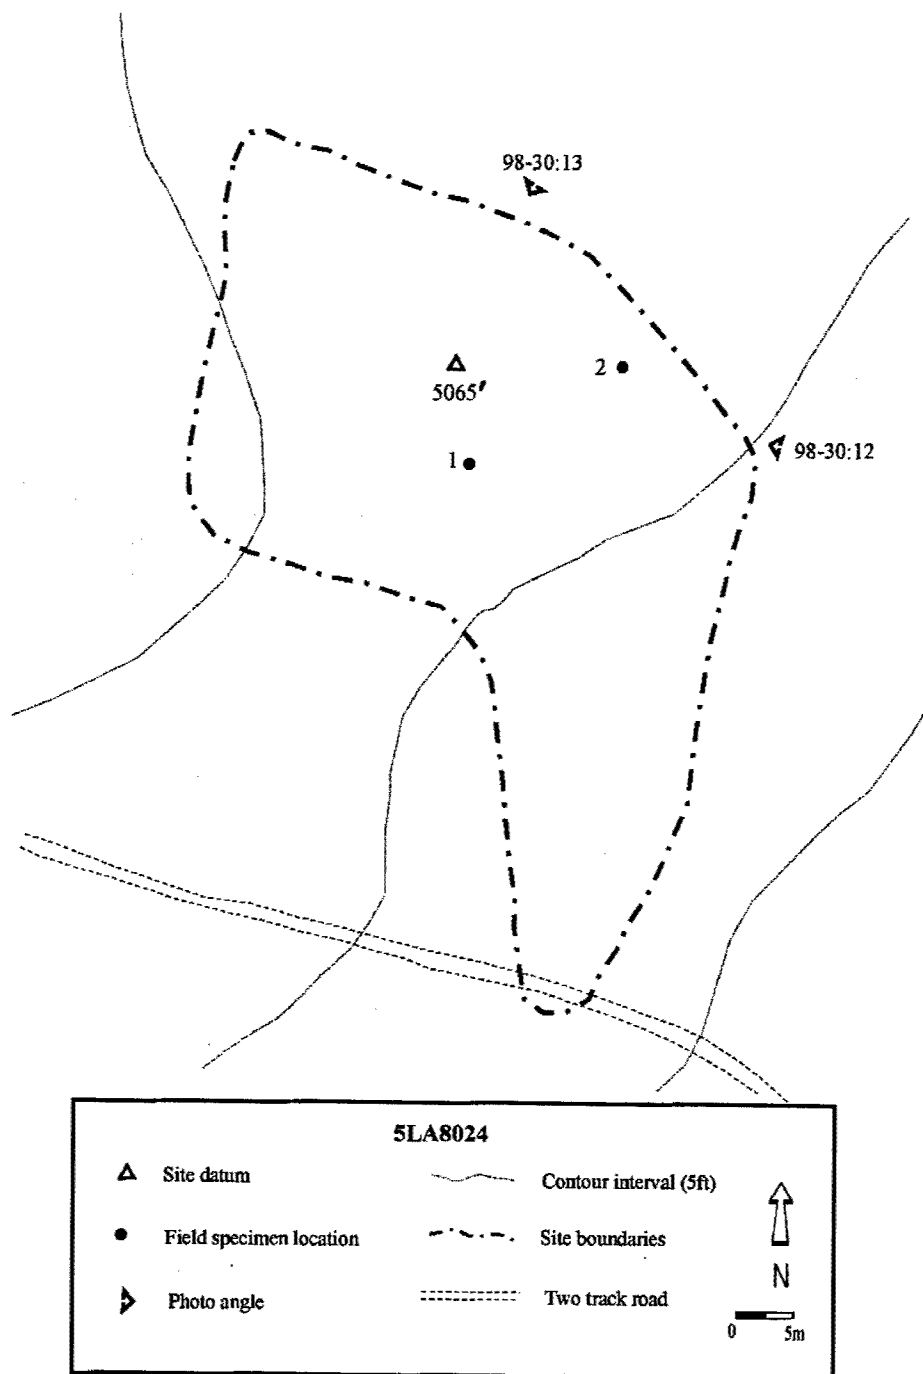 98-30:13
2
5065'
98-30:12
1
5LA8024
Site datum
Contour interval (5ft)
Field specimen location
Site boundaries
Photo angle
Two track road
N
0 5m